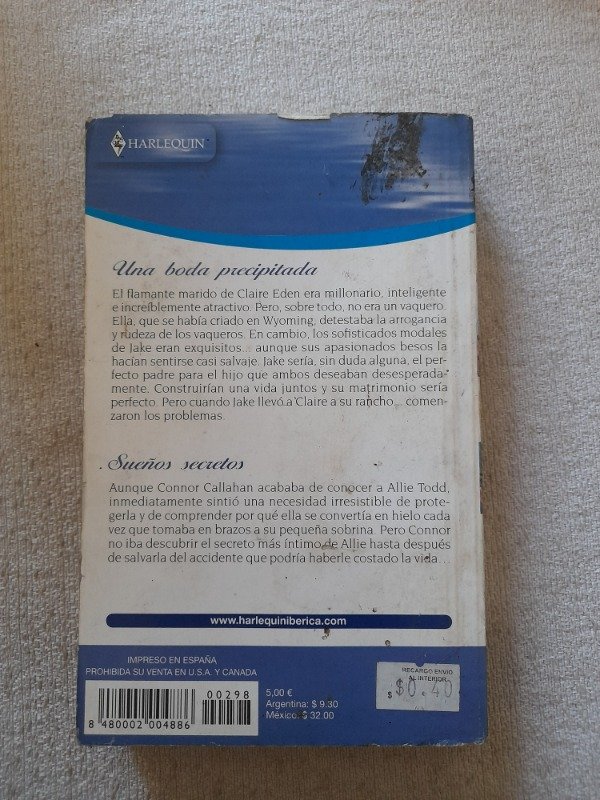 HARLEQUIN™
Una boda precipitada
El flamante marido de Claire Eden era millonario, inteligente
e increíblemente atractivo. Pero, sobre todo, no era un vaquero.
Ella, que se había criado en Wyoming, detestaba la arrogancia
y rudeza de los vaqueros. En cambio, los sofisticados modales
de Jake eran exquisitos... aunque sus apasionados besos la
hacían sentirse casi salvaje. Jake sería, sin duda alguna, el per-
fecto padre para el hijo que ambos deseaban desesperada-
mente. Construirían una vida juntos y su matrimonio sería
perfecto. Pero cuando Jake llevó a Claire a su rancho... comen-
zaron los problemas.
Sueños secretos
Aunque Connor Callahan acababa de conocer a Allie Todd,
inmediatamente sintió una necesidad irresistible de prote-
gerla y de comprender por qué ella se convertía en hielo cada
vez que tomaba en brazos a su pequeña sobrina. Pero Connor
no iba descubrir el secreto más íntimo de Allie hasta después
de salvarla del accidente que podría haberle costado la vida...
www.harlequiniberica.com
IMPRESO EN ESPAÑA
PROHIBIDA SU VENTA EN U.S.A. Y CANADA
00298
8 480002 004886
5,00 €
Argentina: $ 9.30
México: $ 32.00
RECARGO ENVIO
AL INTERIOR
$ $0.40